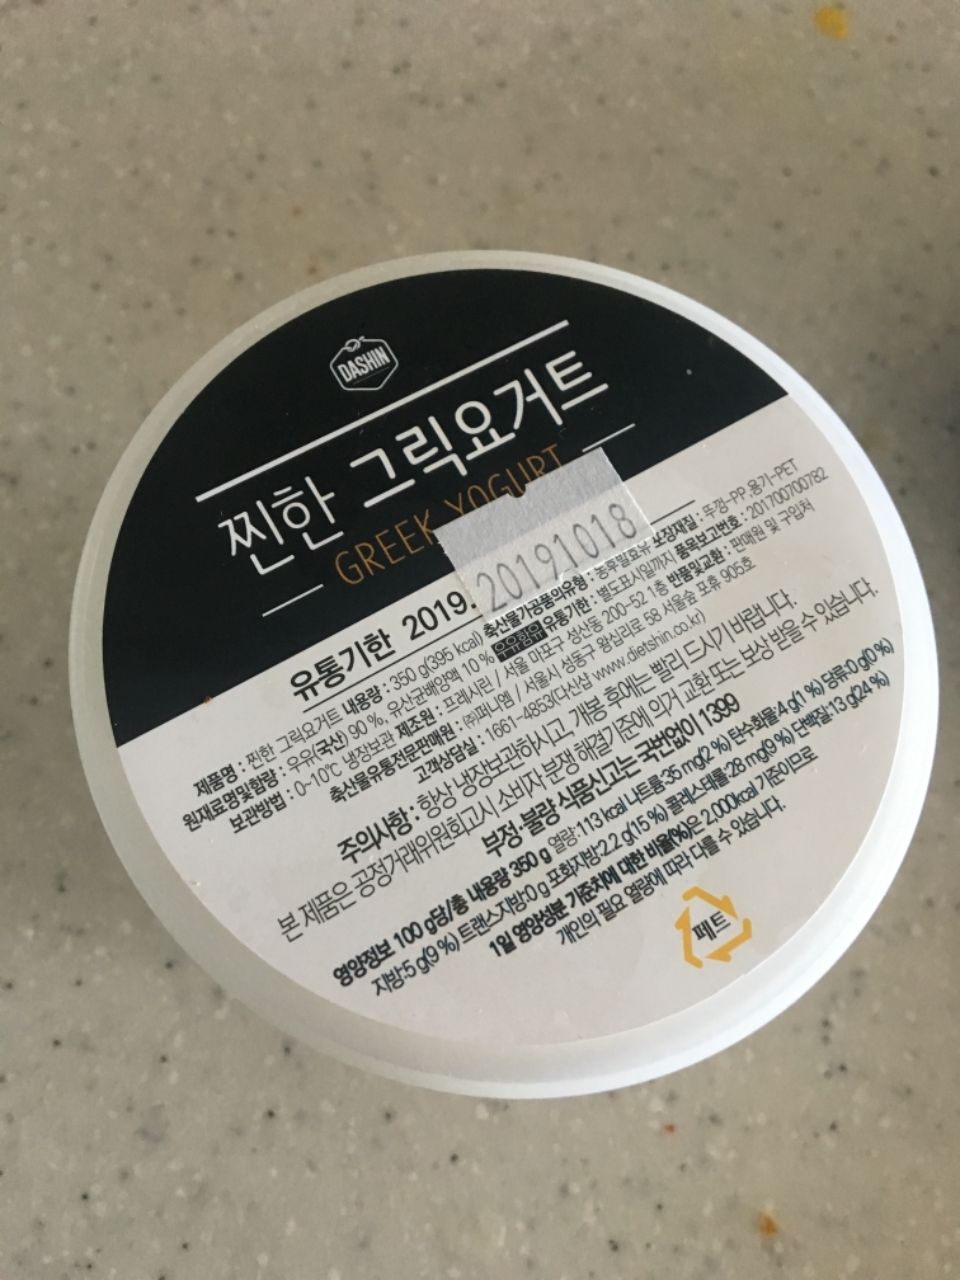 DASHIN
찐한 그릭요거트
GREEK YOGURT
20191018
유통기한 2019.
제품명 : 찐한 그릭요거트 내용량 : 350 g(395 kcal) 축산물가공품의유형 : 농후발효유 포장재질 : 뚜껑-PP, 용기-PET
원재료명및함량 : 우유(국산) 90 %, 유산균배양액 10 % 우유함유 유통기한 : 별도표시일까지 품목보고번호 : 201700700782
보관방법 : 0~10℃ 냉장보관 제조원 : 프레시린 / 서울 마포구 성산동 200-52 1층 반품및교환 : 판매원 및 구입처
축산물유통전문판매원 : ㈜퍼니엠 / 서울시 성동구 왕십리로 58 서울숲 포휴 905호
고객상담실 : 1661-4853(다신샵 www.dietshin.co.kr)
주의사항 : 항상 냉장보관하시고, 개봉 후에는 빨리 드시기 바랍니다.
본 제품은 공정거래위원회고시 소비자 분쟁 해결기준에 의거 교환 또는 보상 받을 수 있습니다.
부정·불량 식품신고는 국번없이 1399
영양정보 100 g당/총 내용량 350 g 열량:113 kcal 나트륨:35 mg(2 %) 탄수화물:4 g(1 %) 당류:0 g(0 %)
지방:5 g(9 %) 트랜스지방:0 g 포화지방:2.2 g(15 %) 콜레스테롤:28 mg(9 %) 단백질:13 g(24 %)
1일 영양성분 기준치에 대한 비율(%)은 2,000kcal 기준이므로
개인의 필요 열량에 따라 다를 수 있습니다.
페트